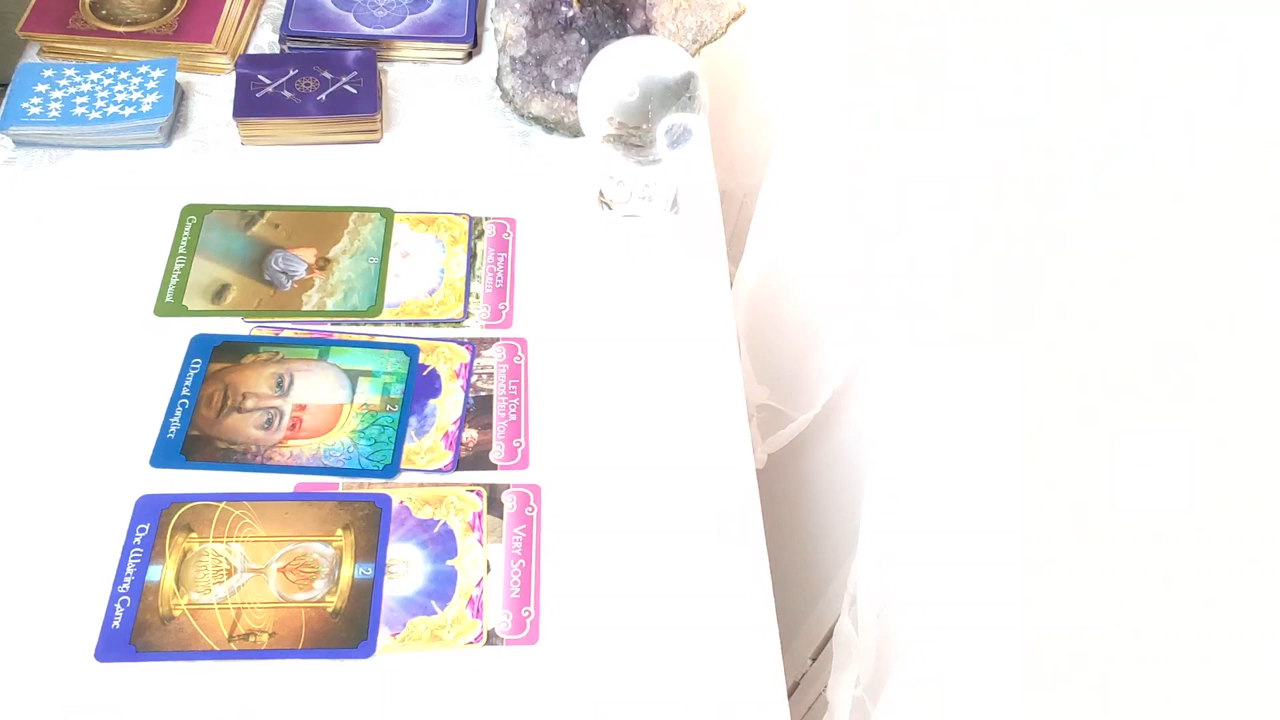 Emotional Withdrawal
8
FINANCES
AND CAREER
Mental Conflict
2
LET YOUR
FRIENDS HELP YOU
The Waiting Game
2
VERY SOON